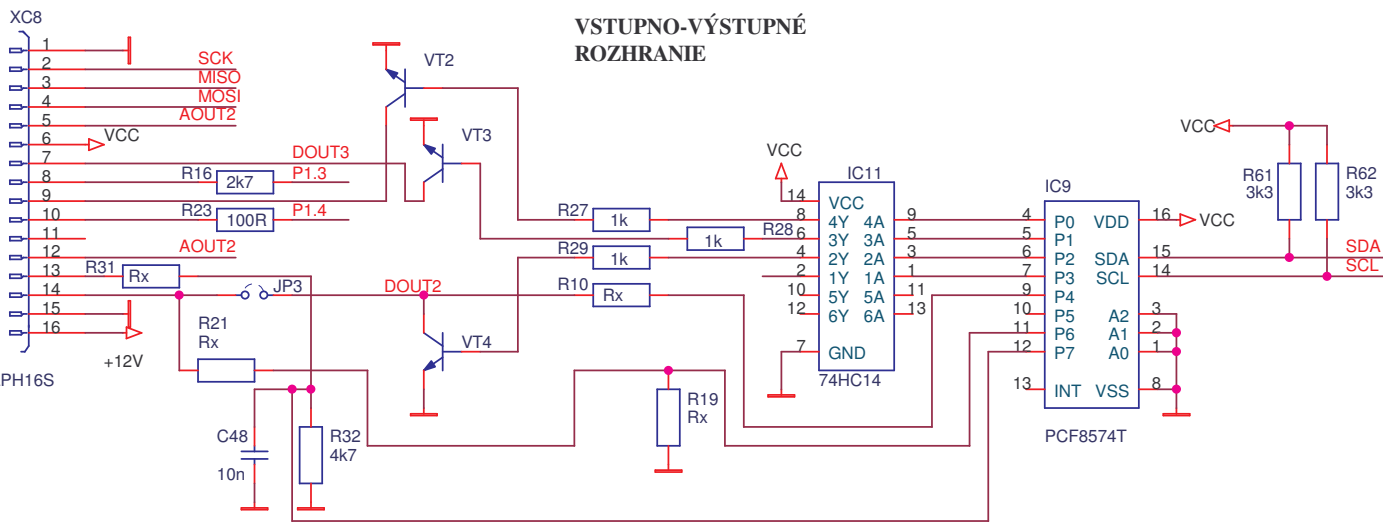 XC8
VSTUPNO-VÝSTUPNÉ
ROZHRANIE
1
2
3
4
5
6
7
8
9
10
11
12
13
14
15
16
SCK
MISO
MOSI
AOUT2
VCC
DOUT3
R16 2k7 P1.3
R23 100R P1.4
AOUT2
R31 Rx
JP3
DOUT2
+12V
PH16S
R21
Rx
C48
10n
R32
4k7
VT2
VT3
VT4
R27 1k
1k R28
R29 1k
R10 Rx
R19
Rx
VCC
IC11
14 VCC
8 4Y 4A 9
6 3Y 3A 5
4 2Y 2A 3
2 1Y 1A 1
10 5Y 5A 11
12 6Y 6A 13
7 GND
74HC14
IC9
4 P0 VDD 16 VCC
5 P1
6 P2 SDA 15
7 P3 SCL 14
9 P4
10 P5 A2 3
11 P6 A1 2
12 P7 A0 1
13 INT VSS 8
PCF8574T
VCC
R61
3k3
R62
3k3
SDA
SCL